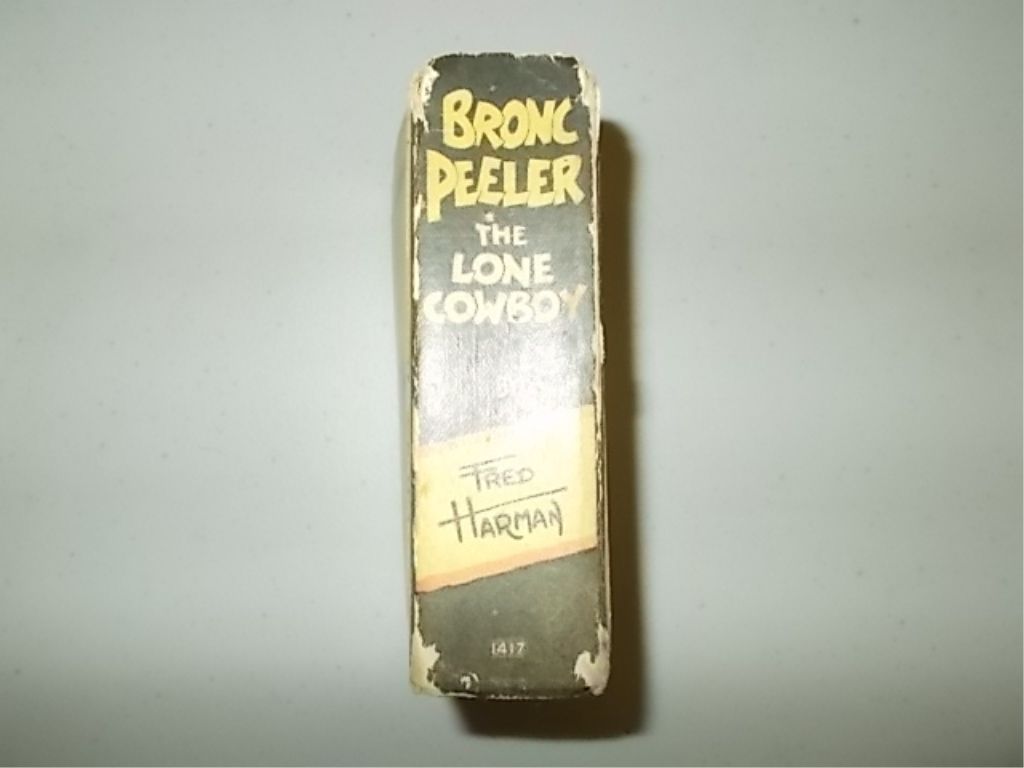 BRONC
PEELER
THE
LONE
COWBOY
FRED
HARMAN
1417